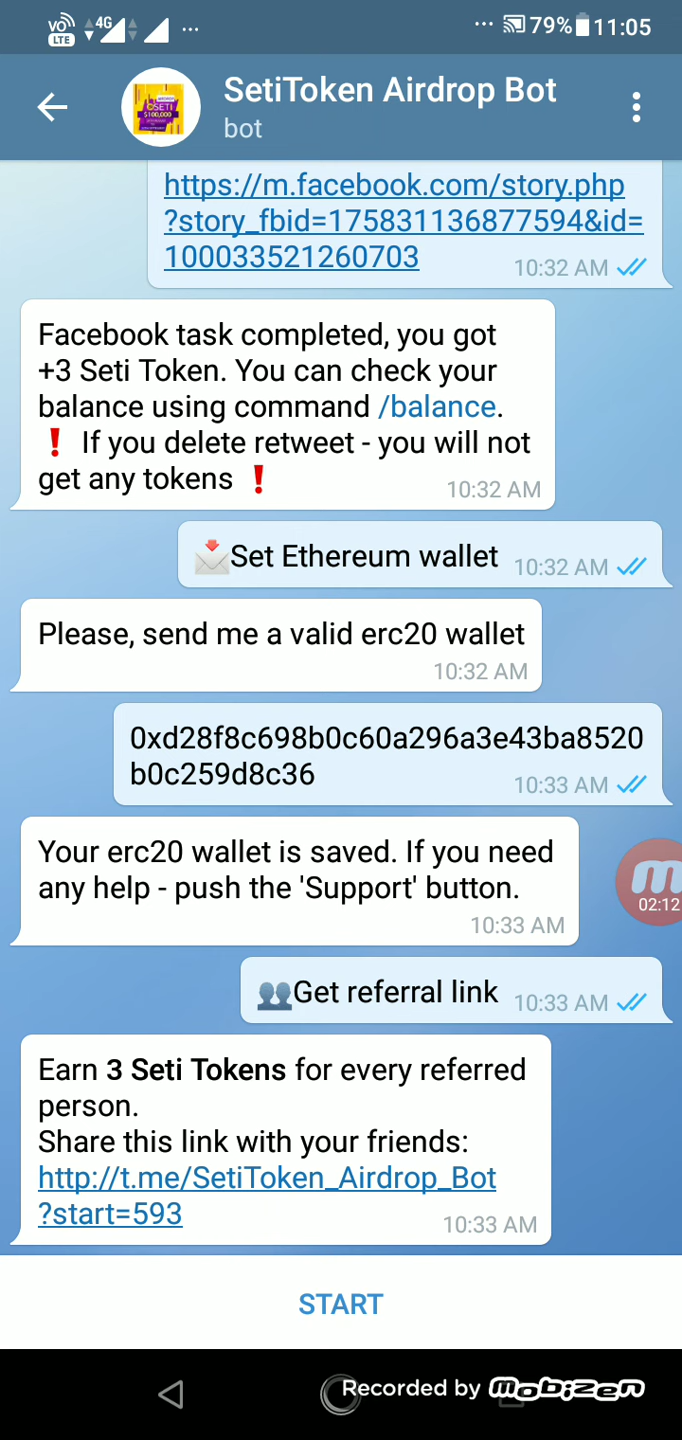 VO
LTE
4G
79%
11:05
SetiToken Airdrop Bot
bot
SETI
$100,000
https://m.facebook.com/story.php
?story_fbid=175831136877594&id=
100033521260703
10:32 AM
Facebook task completed, you got
+3 Seti Token. You can check your
balance using command /balance.
❗ If you delete retweet - you will not
get any tokens ❗
10:32 AM
📩Set Ethereum wallet
10:32 AM
Please, send me a valid erc20 wallet
10:32 AM
0xd28f8c698b0c60a296a3e43ba8520
b0c259d8c36
10:33 AM
Your erc20 wallet is saved. If you need
any help - push the 'Support' button.
10:33 AM
m
02:12
👥Get referral link
10:33 AM
Earn 3 Seti Tokens for every referred
person.
Share this link with your friends:
http://t.me/SetiToken_Airdrop_Bot
?start=593
10:33 AM
START
Recorded by Mobizen